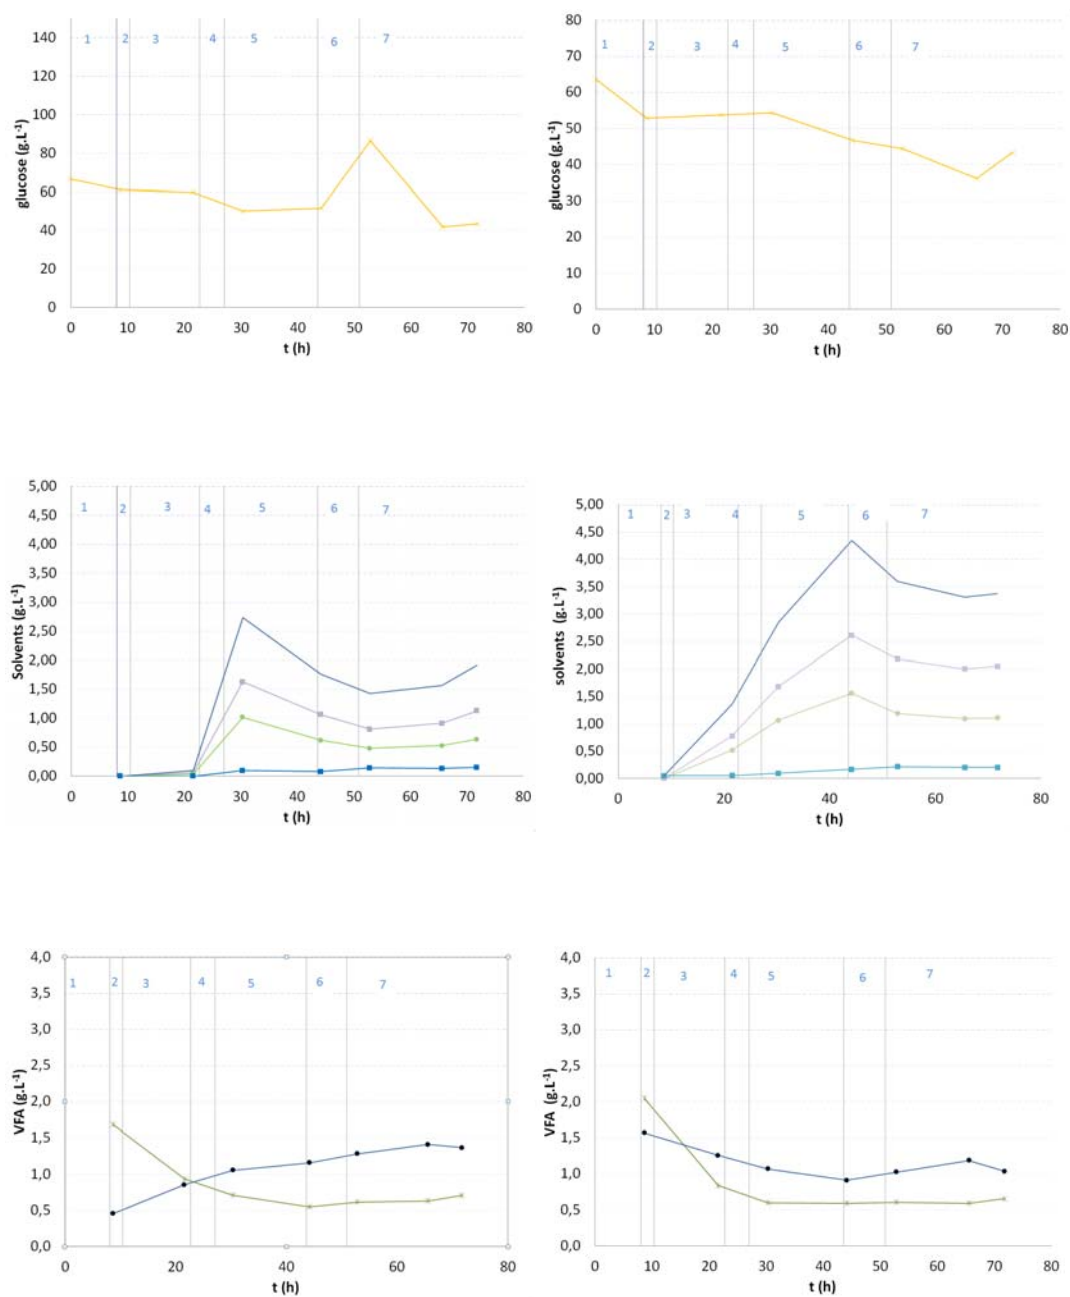 140
120
100
80
60
40
20
0
glucose (g.L-1)
1 2 3 4 5 6 7
0 10 20 30 40 50 60 70 80
t (h)
80
70
60
50
40
30
20
10
0
glucose (g.L-1)
1 2 3 4 5 6 7
0 10 20 30 40 50 60 70 80
t (h)
5,00
4,50
4,00
3,50
3,00
2,50
2,00
1,50
1,00
0,50
0,00
Solvents (g.L-1)
1 2 3 4 5 6 7
0 10 20 30 40 50 60 70 80
t (h)
5,00
4,50
4,00
3,50
3,00
2,50
2,00
1,50
1,00
0,50
0,00
solvents (g.L-1)
1 2 3 4 5 6 7
0 20 40 60 80
t (h)
4,0
3,5
3,0
2,5
2,0
1,5
1,0
0,5
0,0
VFA (g.L-1)
1 2 3 4 5 6 7
0 20 40 60 80
t (h)
4,0
3,5
3,0
2,5
2,0
1,5
1,0
0,5
0,0
VFA (g.L-1)
1 2 3 4 5 6 7
0 10 20 30 40 50 60 70 80
t (h)